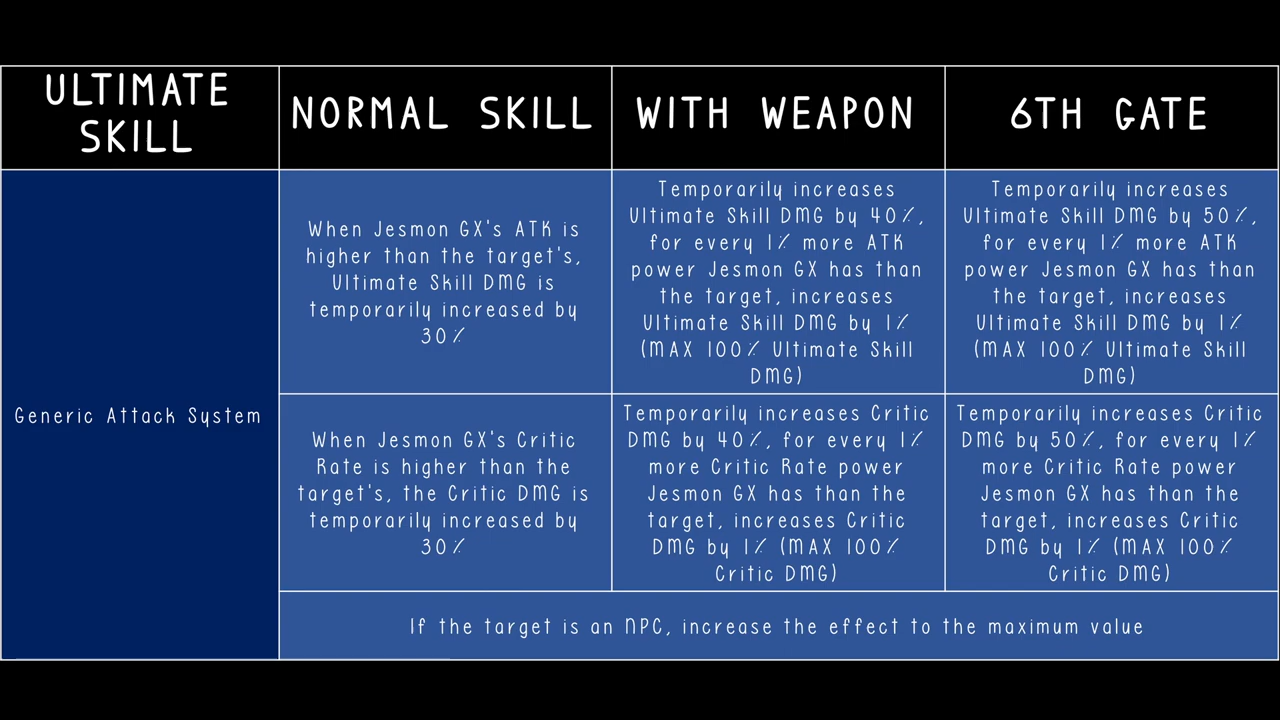 ULTIMATE
SKILL
NORMAL SKILL
WITH WEAPON
6TH GATE
Generic Attack System
When Jesmon GX's ATK is
higher than the target's,
Ultimate Skill DMG is
temporarily increased by
30%
Temporarily increases
Ultimate Skill DMG by 40%,
for every 1% more ATK
power Jesmon GX has than
the target, increases
Ultimate Skill DMG by 1%
(MAX 100% Ultimate Skill
DMG)
Temporarily increases
Ultimate Skill DMG by 50%,
for every 1% more ATK
power Jesmon GX has than
the target, increases
Ultimate Skill DMG by 1%
(MAX 100% Ultimate Skill
DMG)
When Jesmon GX's Critic
Rate is higher than the
target's, the Critic DMG is
temporarily increased by
30%
Temporarily increases Critic
DMG by 40%, for every 1%
more Critic Rate power
Jesmon GX has than the
target, increases Critic
DMG by 1% (MAX 100%
Critic DMG)
Temporarily increases Critic
DMG by 50%, for every 1%
more Critic Rate power
Jesmon GX has than the
target, increases Critic
DMG by 1% (MAX 100%
Critic DMG)
If the target is an NPC, increase the effect to the maximum value